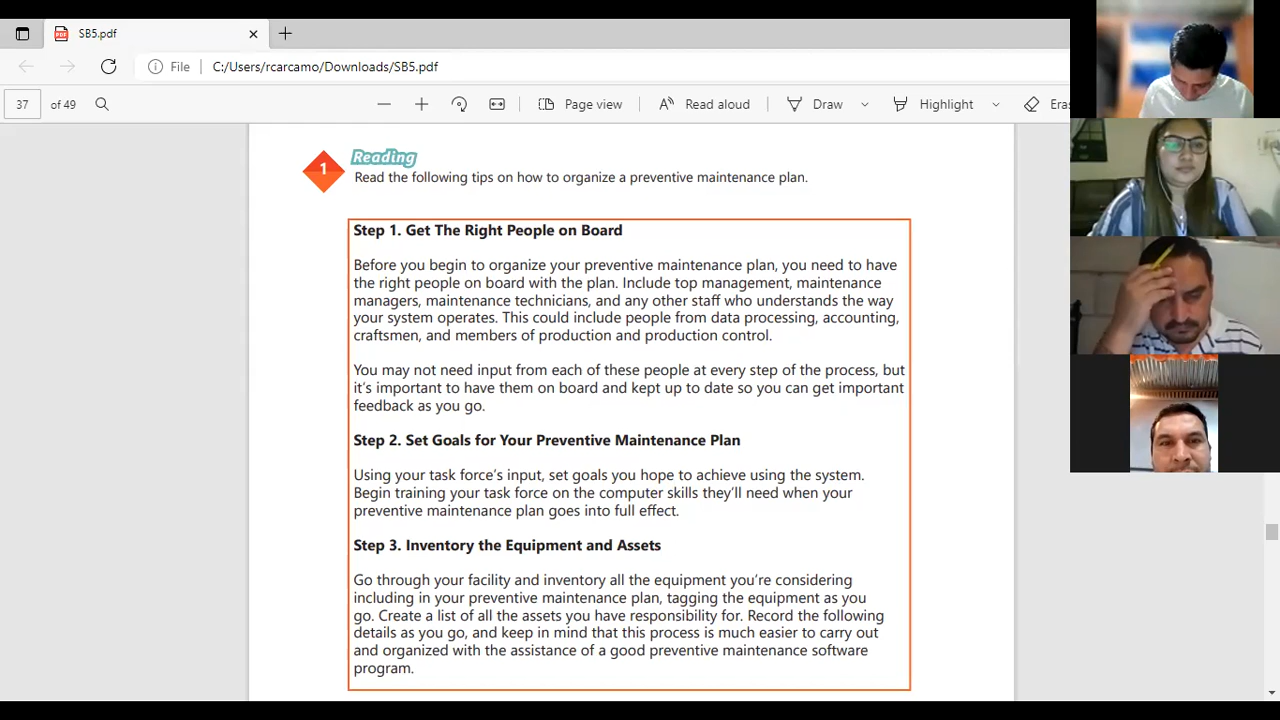 SB5.pdf
File
C:/Users/rcarcamo/Downloads/SB5.pdf
37 of 49
Page view
Read aloud
Draw
Highlight
Eras
1
Reading
Read the following tips on how to organize a preventive maintenance plan.
Step 1. Get The Right People on Board
Before you begin to organize your preventive maintenance plan, you need to have
the right people on board with the plan. Include top management, maintenance
managers, maintenance technicians, and any other staff who understands the way
your system operates. This could include people from data processing, accounting,
craftsmen, and members of production and production control.
You may not need input from each of these people at every step of the process, but
it's important to have them on board and kept up to date so you can get important
feedback as you go.
Step 2. Set Goals for Your Preventive Maintenance Plan
Using your task force's input, set goals you hope to achieve using the system.
Begin training your task force on the computer skills they'll need when your
preventive maintenance plan goes into full effect.
Step 3. Inventory the Equipment and Assets
Go through your facility and inventory all the equipment you're considering
including in your preventive maintenance plan, tagging the equipment as you
go. Create a list of all the assets you have responsibility for. Record the following
details as you go, and keep in mind that this process is much easier to carry out
and organized with the assistance of a good preventive maintenance software
program.